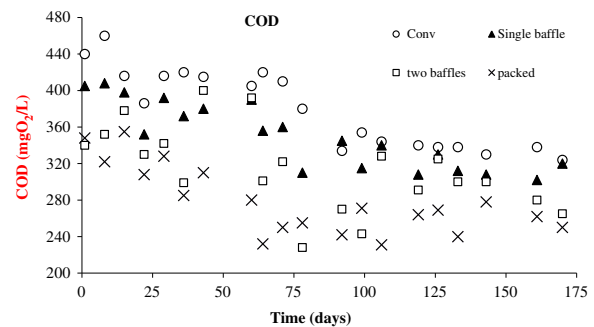 COD
Conv
Single baffle
two baffles
packed
COD (mgO2/L)
480
440
400
360
320
280
240
200
0
25
50
75
100
125
150
175
Time (days)